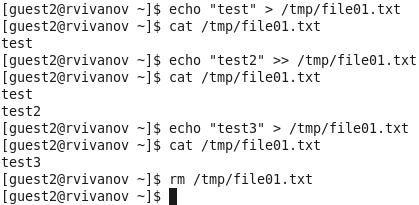 [guest2@rvivanov ~]$ echo "test" > /tmp/file01.txt
[guest2@rvivanov ~]$ cat /tmp/file01.txt
test
[guest2@rvivanov ~]$ echo "test2" >> /tmp/file01.txt
[guest2@rvivanov ~]$ cat /tmp/file01.txt
test
test2
[guest2@rvivanov ~]$ echo "test3" > /tmp/file01.txt
[guest2@rvivanov ~]$ cat /tmp/file01.txt
test3
[guest2@rvivanov ~]$ rm /tmp/file01.txt
[guest2@rvivanov ~]$